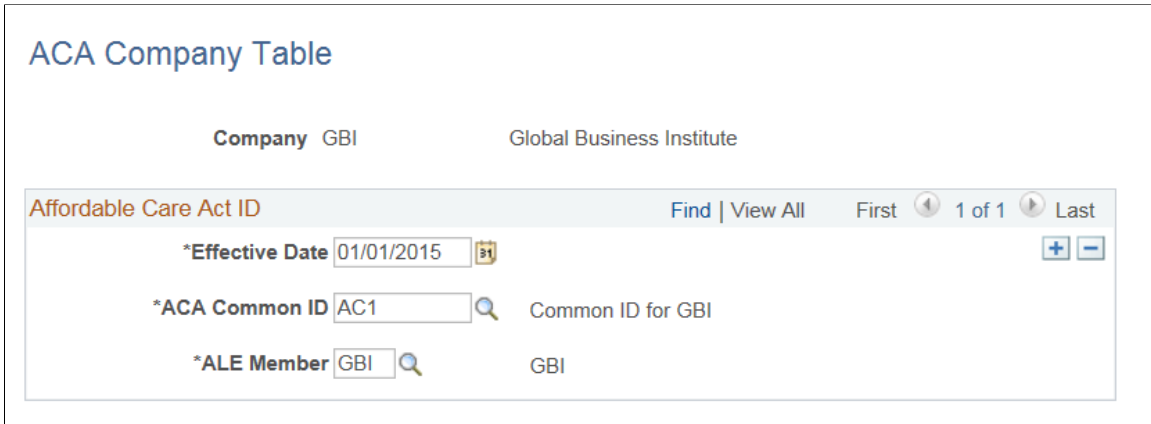 ACA Company Table
Company GBI Global Business Institute
Affordable Care Act ID Find | View All First 1 of 1 Last
*Effective Date 01/01/2015 31
*ACA Common ID AC1 Common ID for GBI
*ALE Member GBI GBI